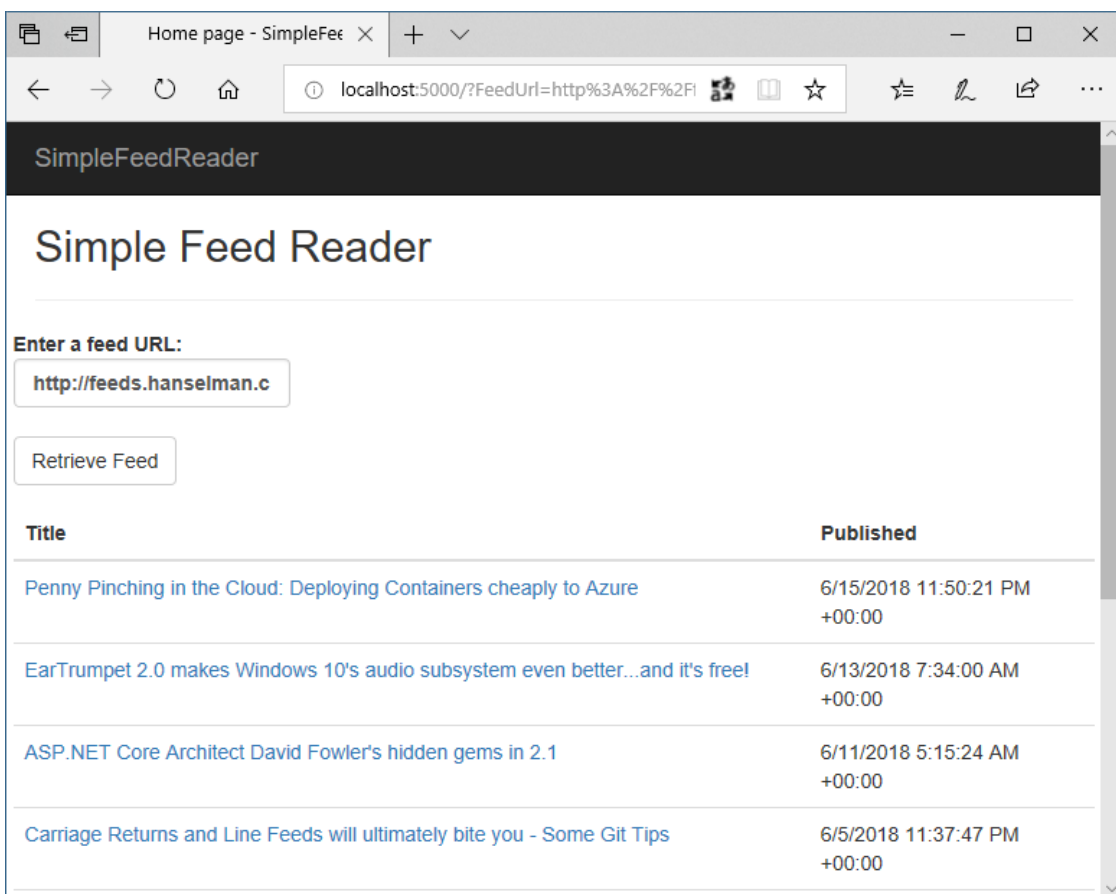 Home page - SimpleFee
localhost:5000/?FeedUrl=http%3A%2F%2F
SimpleFeedReader
Simple Feed Reader
Enter a feed URL:
http://feeds.hanselman.c
Retrieve Feed
Title Published
Penny Pinching in the Cloud: Deploying Containers cheaply to Azure 6/15/2018 11:50:21 PM
+00:00
EarTrumpet 2.0 makes Windows 10's audio subsystem even better...and it's free! 6/13/2018 7:34:00 AM
+00:00
ASP.NET Core Architect David Fowler's hidden gems in 2.1 6/11/2018 5:15:24 AM
+00:00
Carriage Returns and Line Feeds will ultimately bite you - Some Git Tips 6/5/2018 11:37:47 PM
+00:00